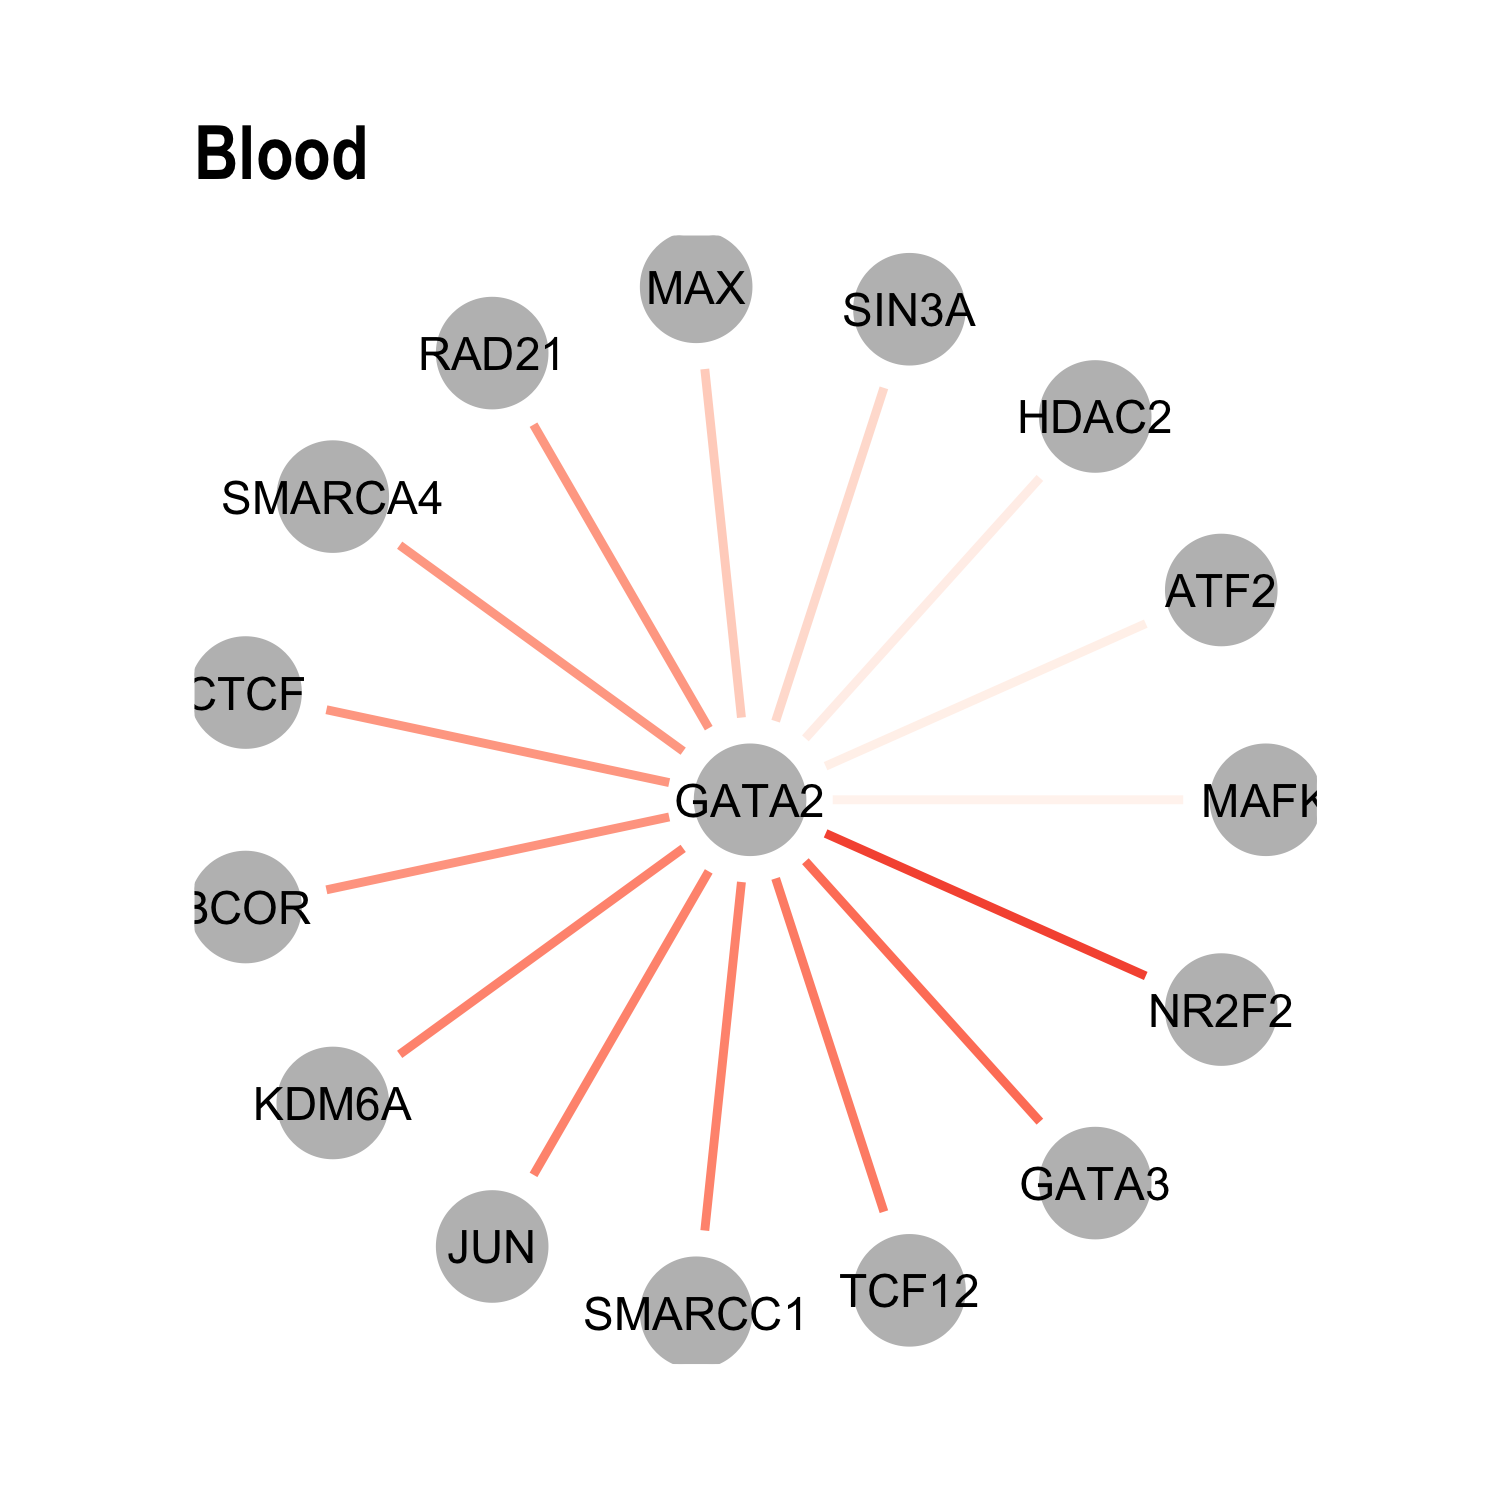 Blood
MAX
SIN3A
RAD21
HDAC2
SMARCA4
ATF2
CTCF
GATA2
MAFK
BCOR
NR2F2
KDM6A
GATA3
JUN
TCF12
SMARCC1